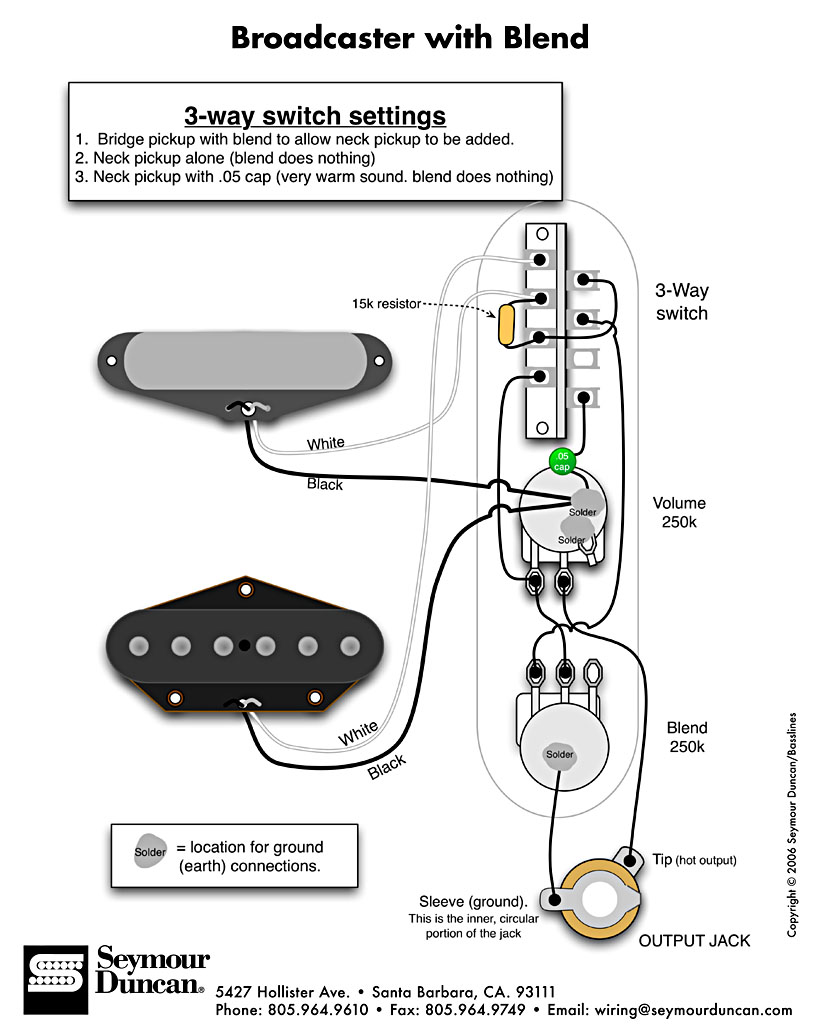 Broadcaster with Blend
3-way switch settings
1. Bridge pickup with blend to allow neck pickup to be added.
2. Neck pickup alone (blend does nothing)
3. Neck pickup with .05 cap (very warm sound. blend does nothing)
15k resistor
3-Way
switch
White
Black
.05
cap
Solder
Solder
Volume
250k
White
Black
Blend
250k
Solder
Solder
= location for ground
(earth) connections.
Tip (hot output)
Sleeve (ground).
This is the inner, circular
portion of the jack
OUTPUT JACK
Copyright © 2006 Seymour Duncan/Basslines
Seymour
Duncan®
5427 Hollister Ave. • Santa Barbara, CA. 93111
Phone: 805.964.9610 • Fax: 805.964.9749 • Email: wiring@seymourduncan.com